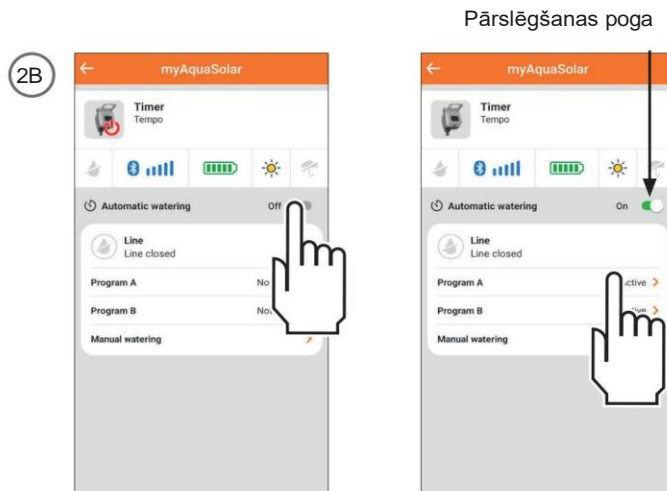 Pārslēgšanas poga
2B
myAquaSolar
Timer
Tempo
Automatic watering Off
Line
Line closed
Program A
Program B
Manual watering
myAquaSolar
Timer
Tempo
Automatic watering On
Line
Line closed
Program A
Program B
Manual watering